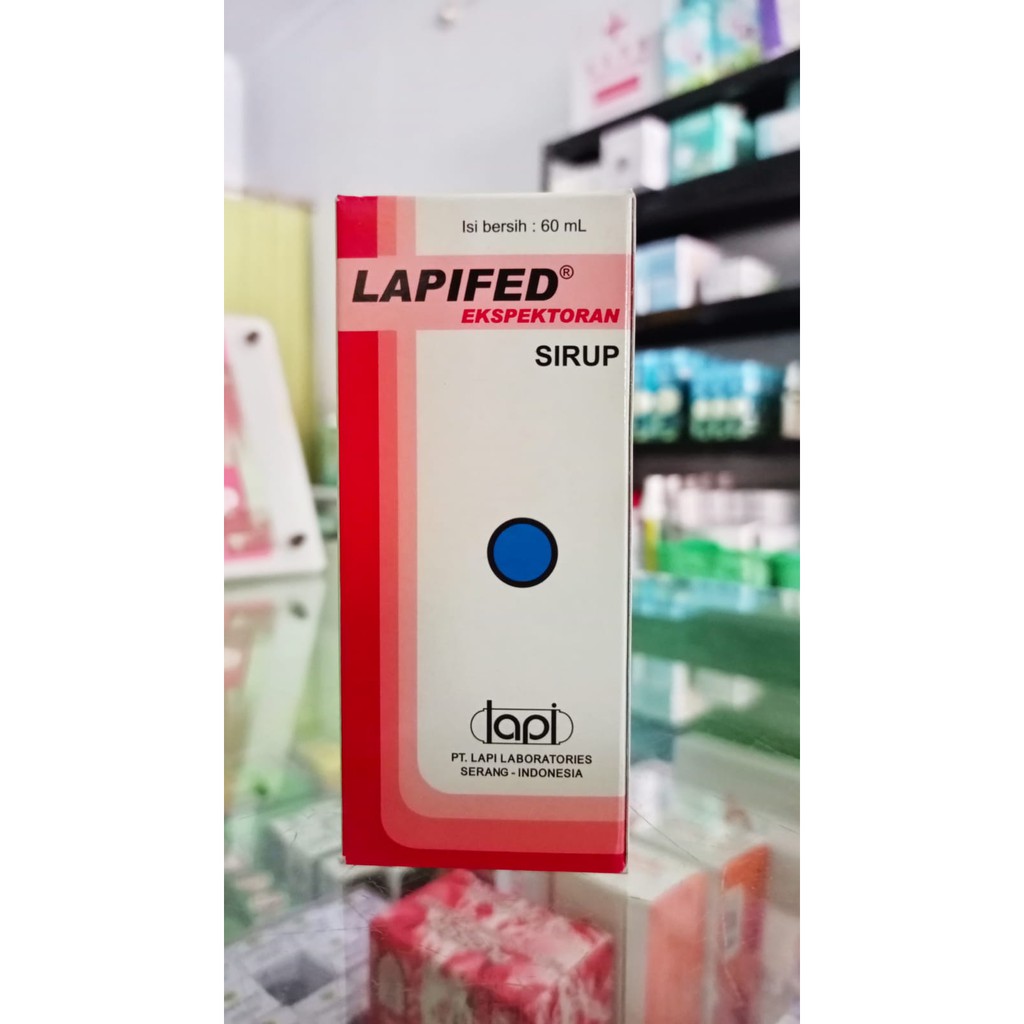 Isi bersih : 60 mL
LAPIFED®
EKSPEKTORAN
SIRUP
lapi
PT. LAPI LABORATORIES
SERANG - INDONESIA